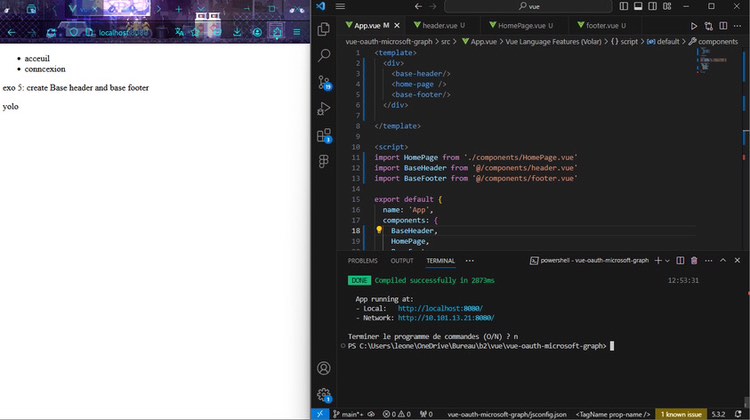 localhost:8080
acceuil
conncexion
exo 5: create Base header and base footer
yolo
vue
App.vue M
header.vue U
HomePage.vue U
footer.vue U
vue-oauth-microsoft-graph > src > App.vue > Vue Language Features (Volar) > {} script > default > components
1 <template>
2 <div>
3 <base-header/>
4 <home-page />
5 <base-footer/>
6 </div>
7
8 </template>
9
10 <script>
11 import HomePage from './components/HomePage.vue'
12 import BaseHeader from '@/components/header.vue'
13 import BaseFooter from '@/components/footer.vue'
14
15 export default {
16 name: 'App',
17 components: {
18 BaseHeader,
19 HomePage,
PROBLEMS OUTPUT TERMINAL ... powershell - vue-oauth-microsoft-graph
DONE Compiled successfully in 2873ms 12:53:31
App running at:
- Local: http://localhost:8080/
- Network: http://10.101.13.21:8080/
Terminer le programme de commandes (O/N) ? n
PS C:\Users\leone\OneDrive\Bureau\b2\vue\vue-oauth-microsoft-graph>
main*+ 0 0 0 vue-oauth-microsoft-graph/jsconfig.json <TagName prop-name /> 1 known issue 5.3.2